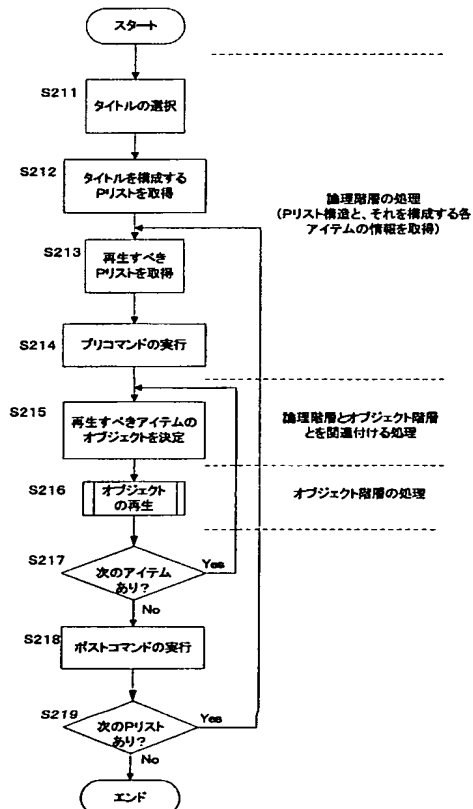 スタート
S211
タイトルの選択
S212
タイトルを構成する
Pリストを取得
論理階層の処理
(Pリスト構造と、それを構成する各
アイテムの情報を取得)
S213
再生すべき
Pリストを取得
S214
プリコマンドの実行
S215
再生すべきアイテムの
オブジェクトを決定
論理階層とオブジェクト階層
とを関連付ける処理
S216
オブジェクト
の再生
オブジェクト階層の処理
S217
次のアイテム
あり?
Yes
No
S218
ポストコマンドの実行
S219
次のPリスト
あり?
Yes
No
エンド